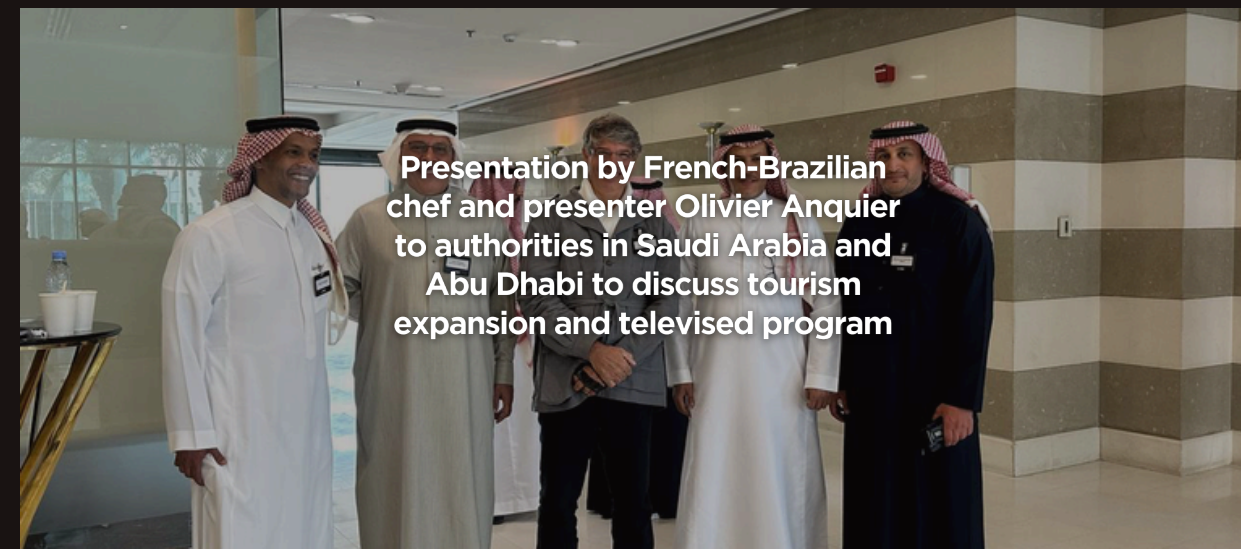 Presentation by French-Brazilian
chef and presenter Olivier Anquier
to authorities in Saudi Arabia and
Abu Dhabi to discuss tourism
expansion and televised program